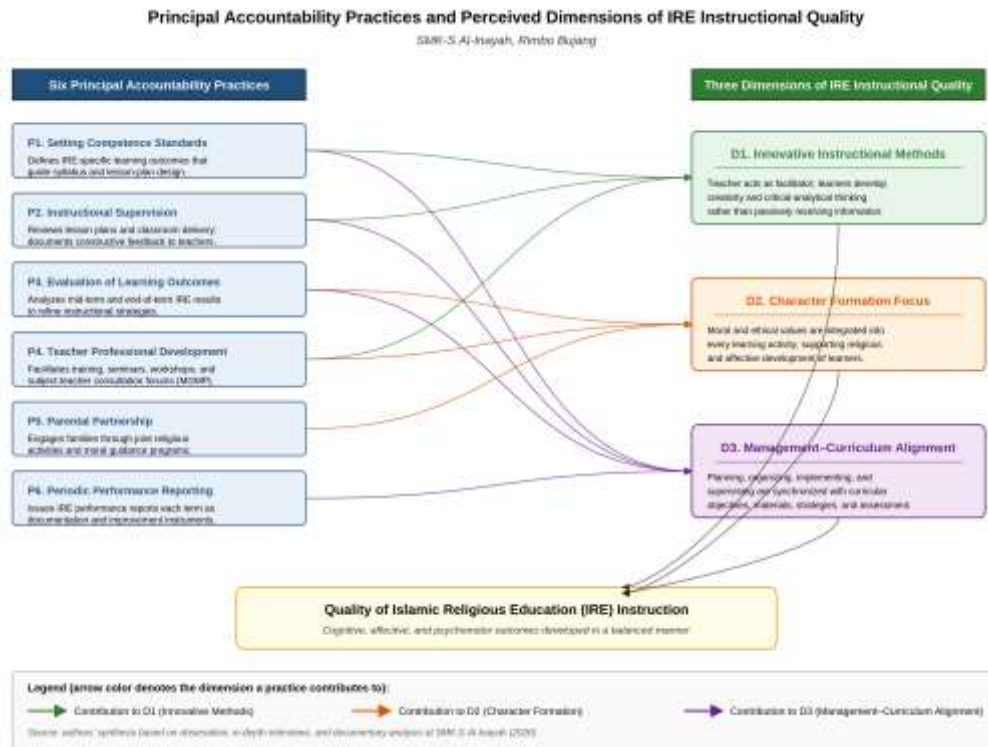 Principal Accountability Practices and Perceived Dimensions of IRE Instructional Quality
SMK-S Al-Inayah, Rimbo Bujang
Six Principal Accountability Practices
P1. Setting Competence Standards
Defines IRE-specific learning outcomes that
guide syllabus and lesson-plan design.
P2. Instructional Supervision
Reviews lesson plans and classroom delivery;
documents constructive feedback to teachers.
P3. Evaluation of Learning Outcomes
Analyzes mid-term and end-of-term IRE results
to refine instructional strategies.
P4. Teacher Professional Development
Facilitates training, seminars, workshops, and
subject-teacher consultation forums (MGMP).
P5. Parental Partnership
Engages families through joint religious
activities and moral guidance programs.
P6. Periodic Performance Reporting
Issues IRE performance reports each term as
documentation and improvement instruments.
Three Dimensions of IRE Instructional Quality
D1. Innovative Instructional Methods
Teacher acts as facilitator; learners develop
creativity and critical-analytical thinking
rather than passively receiving information.
D2. Character Formation Focus
Moral and ethical values are integrated into
every learning activity, supporting religious
and affective development of learners.
D3. Management–Curriculum Alignment
Planning, organizing, implementing, and
supervising are synchronized with curricular
objectives, materials, strategies, and assessment.
Quality of Islamic Religious Education (IRE) Instruction
Cognitive, affective, and psychomotor outcomes developed in a balanced manner
Legend (arrow color denotes the dimension a practice contributes to):
Contribution to D1 (Innovative Methods)
Contribution to D2 (Character Formation)
Contribution to D3 (Management–Curriculum Alignment)
Source: authors' synthesis based on observation, in-depth interviews, and documentary analysis at SMK-S Al-Inayah